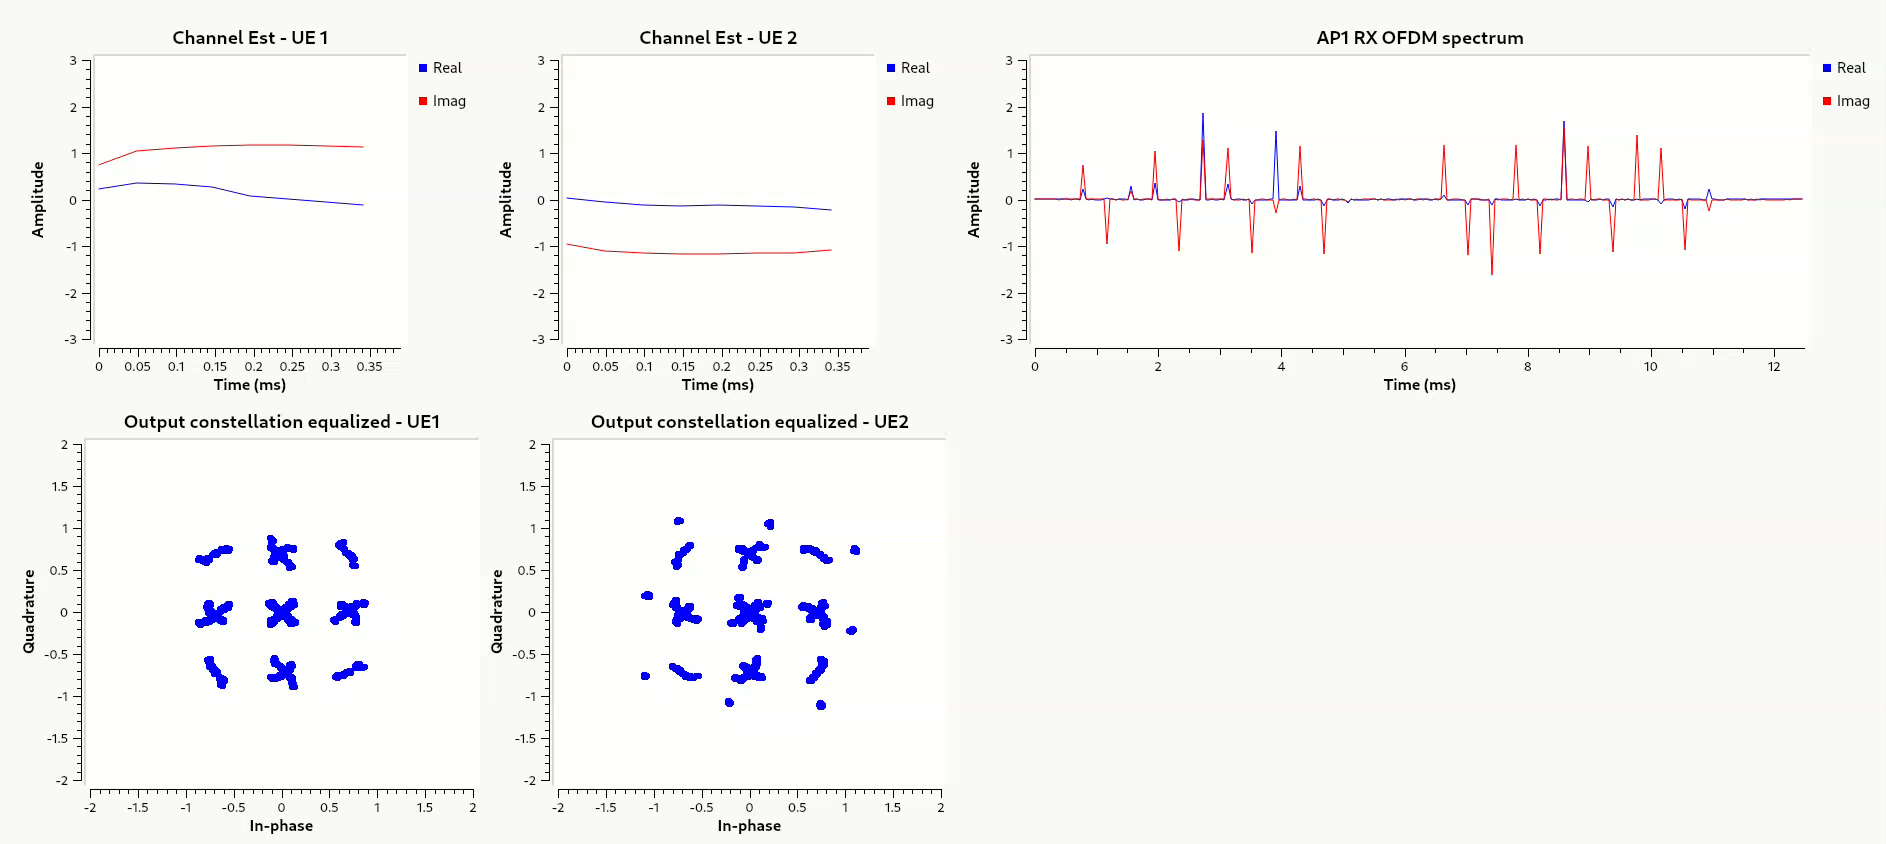 Channel Est - UE 1
3
2
1
0
-1
-2
-3
Amplitude
0 0.05 0.1 0.15 0.2 0.25 0.3 0.35
Time (ms)
Real
Imag
Channel Est - UE 2
3
2
1
0
-1
-2
-3
Amplitude
0 0.05 0.1 0.15 0.2 0.25 0.3 0.35
Time (ms)
Real
Imag
AP1 RX OFDM spectrum
3
2
1
0
-1
-2
-3
Amplitude
0 2 4 6 8 10 12
Time (ms)
Real
Imag
Output constellation equalized - UE1
2
1.5
1
0.5
0
-0.5
-1
-1.5
-2
Quadrature
-2 -1.5 -1 -0.5 0 0.5 1 1.5 2
In-phase
Output constellation equalized - UE2
2
1.5
1
0.5
0
-0.5
-1
-1.5
-2
Quadrature
-2 -1.5 -1 -0.5 0 0.5 1 1.5 2
In-phase